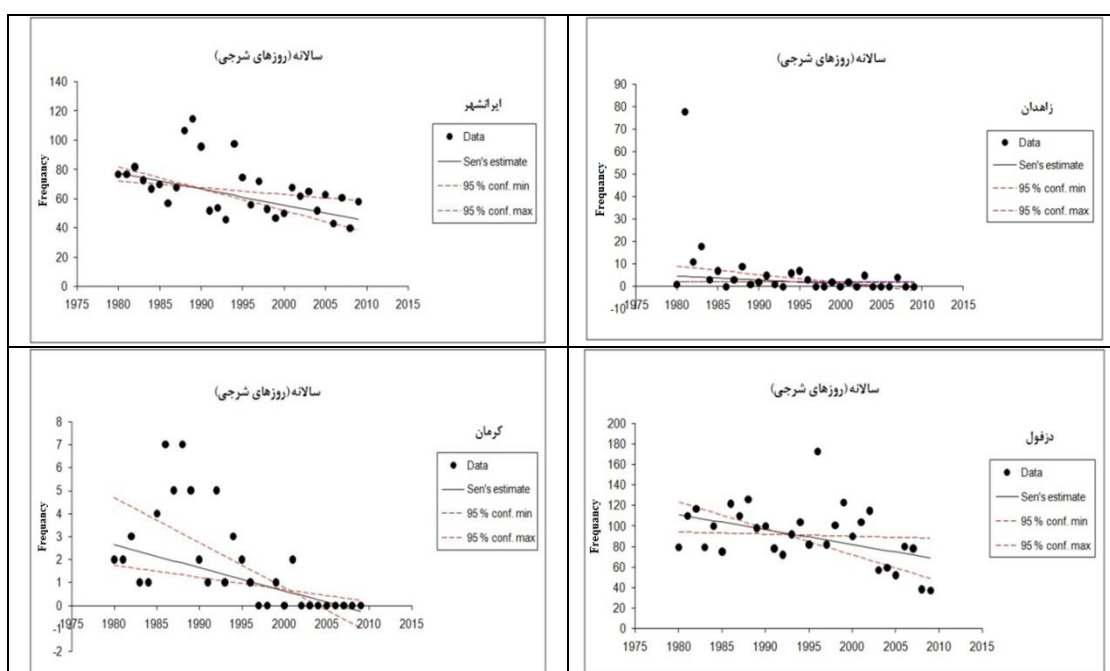 سالانه (روزهای شرجی)
Frequancy
140
120
100
80
60
40
20
0
1975 1980 1985 1990 1995 2000 2005 2010 2015
ایرانشهر
Data
Sen's estimate
95 % conf. min
95 % conf. max
سالانه (روزهای شرجی)
Frequancy
90
80
70
60
50
40
30
20
10
0
-10
1975 1980 1985 1990 1995 2000 2005 2010 2015
زاهدان
Data
Sen's estimate
95 % conf. min
95 % conf. max
سالانه (روزهای شرجی)
Frequancy
8
7
6
5
4
3
2
1
0
-1
-2
1975 1980 1985 1990 1995 2000 2005 2010 2015
کرمان
Data
Sen's estimate
95 % conf. min
95 % conf. max
سالانه (روزهای شرجی)
Frequancy
200
180
160
140
120
100
80
60
40
20
0
1975 1980 1985 1990 1995 2000 2005 2010 2015
دزفول
Data
Sen's estimate
95 % conf. min
95 % conf. max